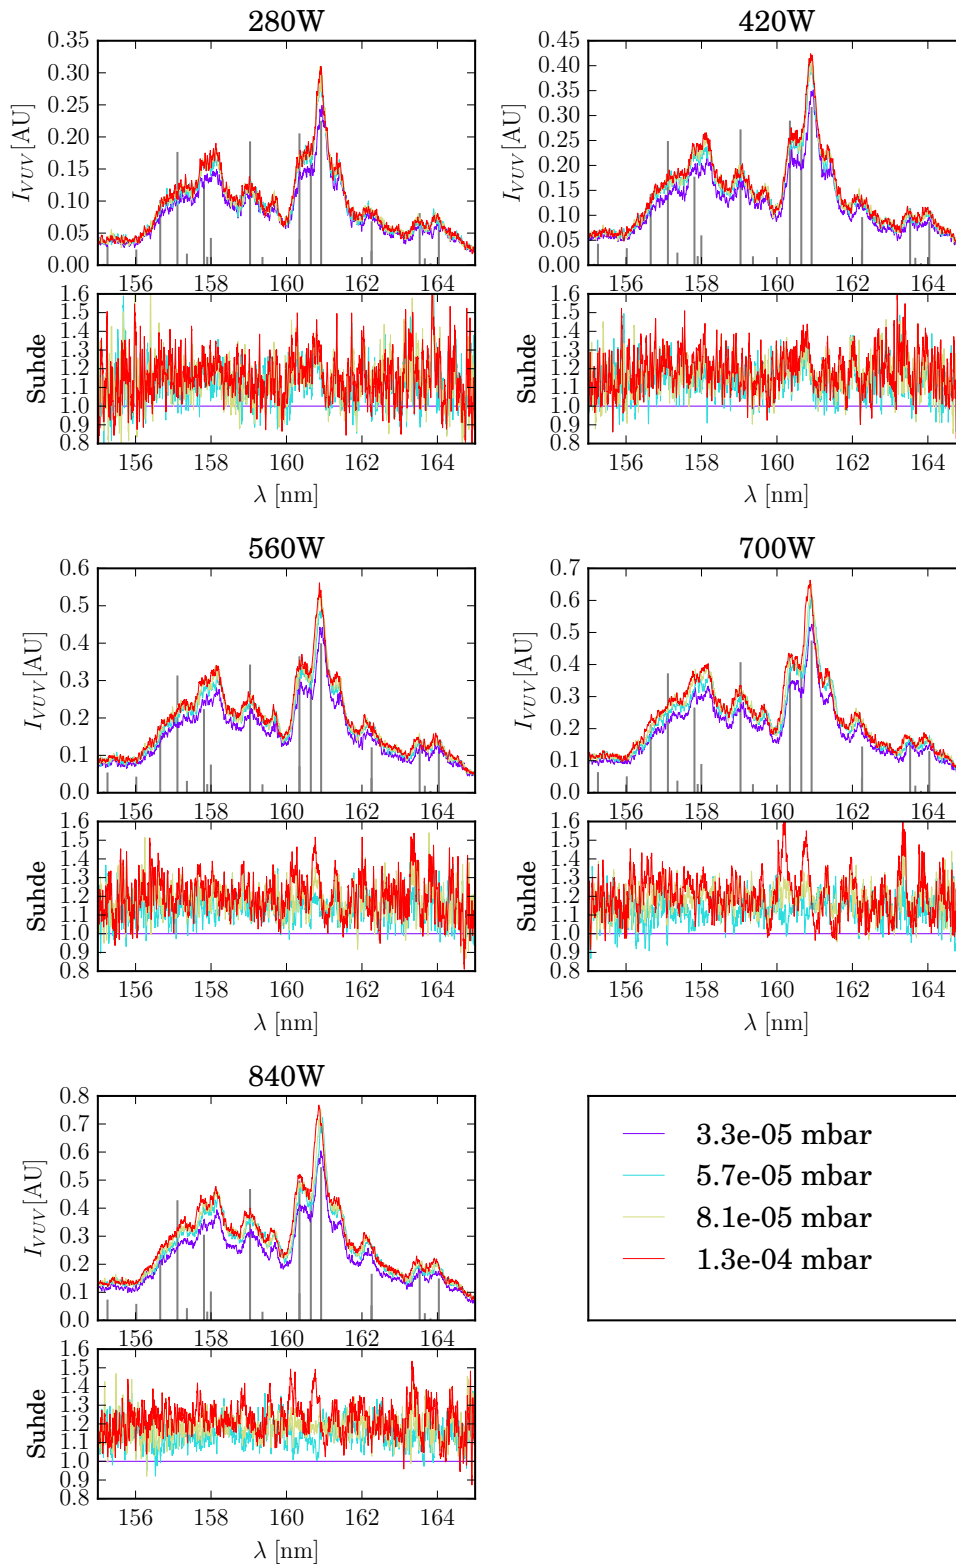 280W
0.35
0.30
0.25
0.20
0.15
0.10
0.05
0.00
I_VUV [AU]
156 158 160 162 164
1.6
1.5
1.4
1.3
1.2
1.1
1.0
0.9
0.8
Suhde
156 158 160 162 164
λ [nm]
420W
0.45
0.40
0.35
0.30
0.25
0.20
0.15
0.10
0.05
0.00
I_VUV [AU]
156 158 160 162 164
1.6
1.5
1.4
1.3
1.2
1.1
1.0
0.9
0.8
Suhde
156 158 160 162 164
λ [nm]
560W
0.6
0.5
0.4
0.3
0.2
0.1
0.0
I_VUV [AU]
156 158 160 162 164
1.6
1.5
1.4
1.3
1.2
1.1
1.0
0.9
0.8
Suhde
156 158 160 162 164
λ [nm]
700W
0.7
0.6
0.5
0.4
0.3
0.2
0.1
0.0
I_VUV [AU]
156 158 160 162 164
1.6
1.5
1.4
1.3
1.2
1.1
1.0
0.9
0.8
Suhde
156 158 160 162 164
λ [nm]
840W
0.8
0.7
0.6
0.5
0.4
0.3
0.2
0.1
0.0
I_VUV [AU]
156 158 160 162 164
1.6
1.5
1.4
1.3
1.2
1.1
1.0
0.9
0.8
Suhde
156 158 160 162 164
λ [nm]
3.3e-05 mbar
5.7e-05 mbar
8.1e-05 mbar
1.3e-04 mbar